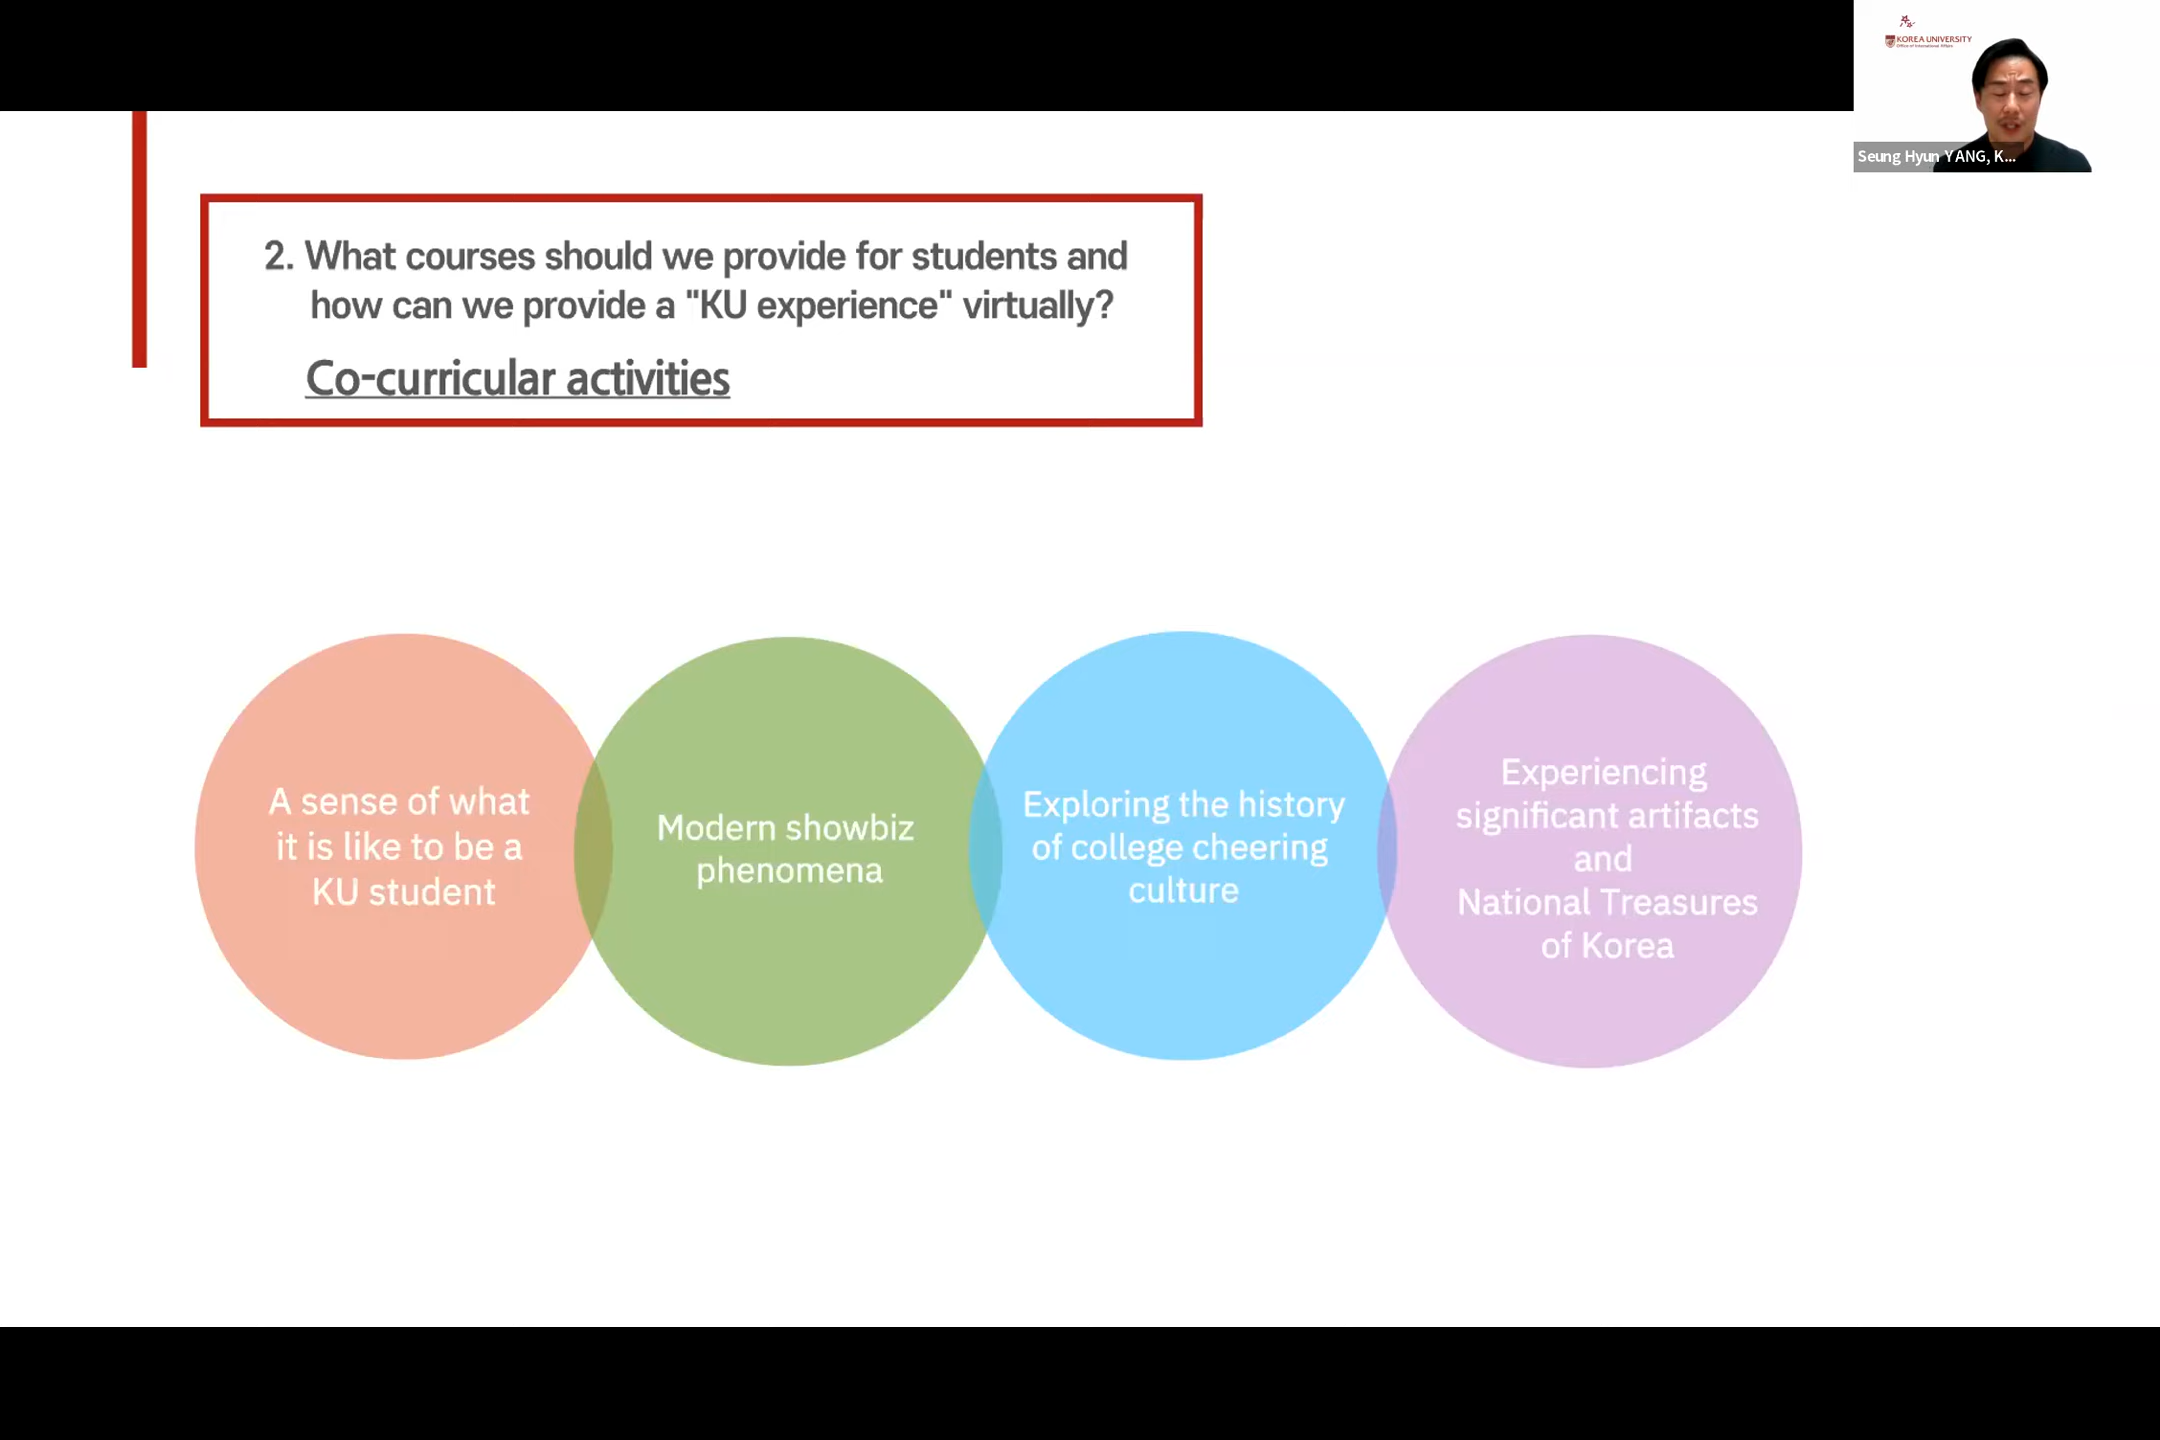 KOREA UNIVERSITY
Office of International Affairs
Seung Hyun YANG, K...
2. What courses should we provide for students and
how can we provide a "KU experience" virtually?
Co-curricular activities
A sense of what
it is like to be a
KU student
Modern showbiz
phenomena
Exploring the history
of college cheering
culture
Experiencing
significant artifacts
and
National Treasures
of Korea